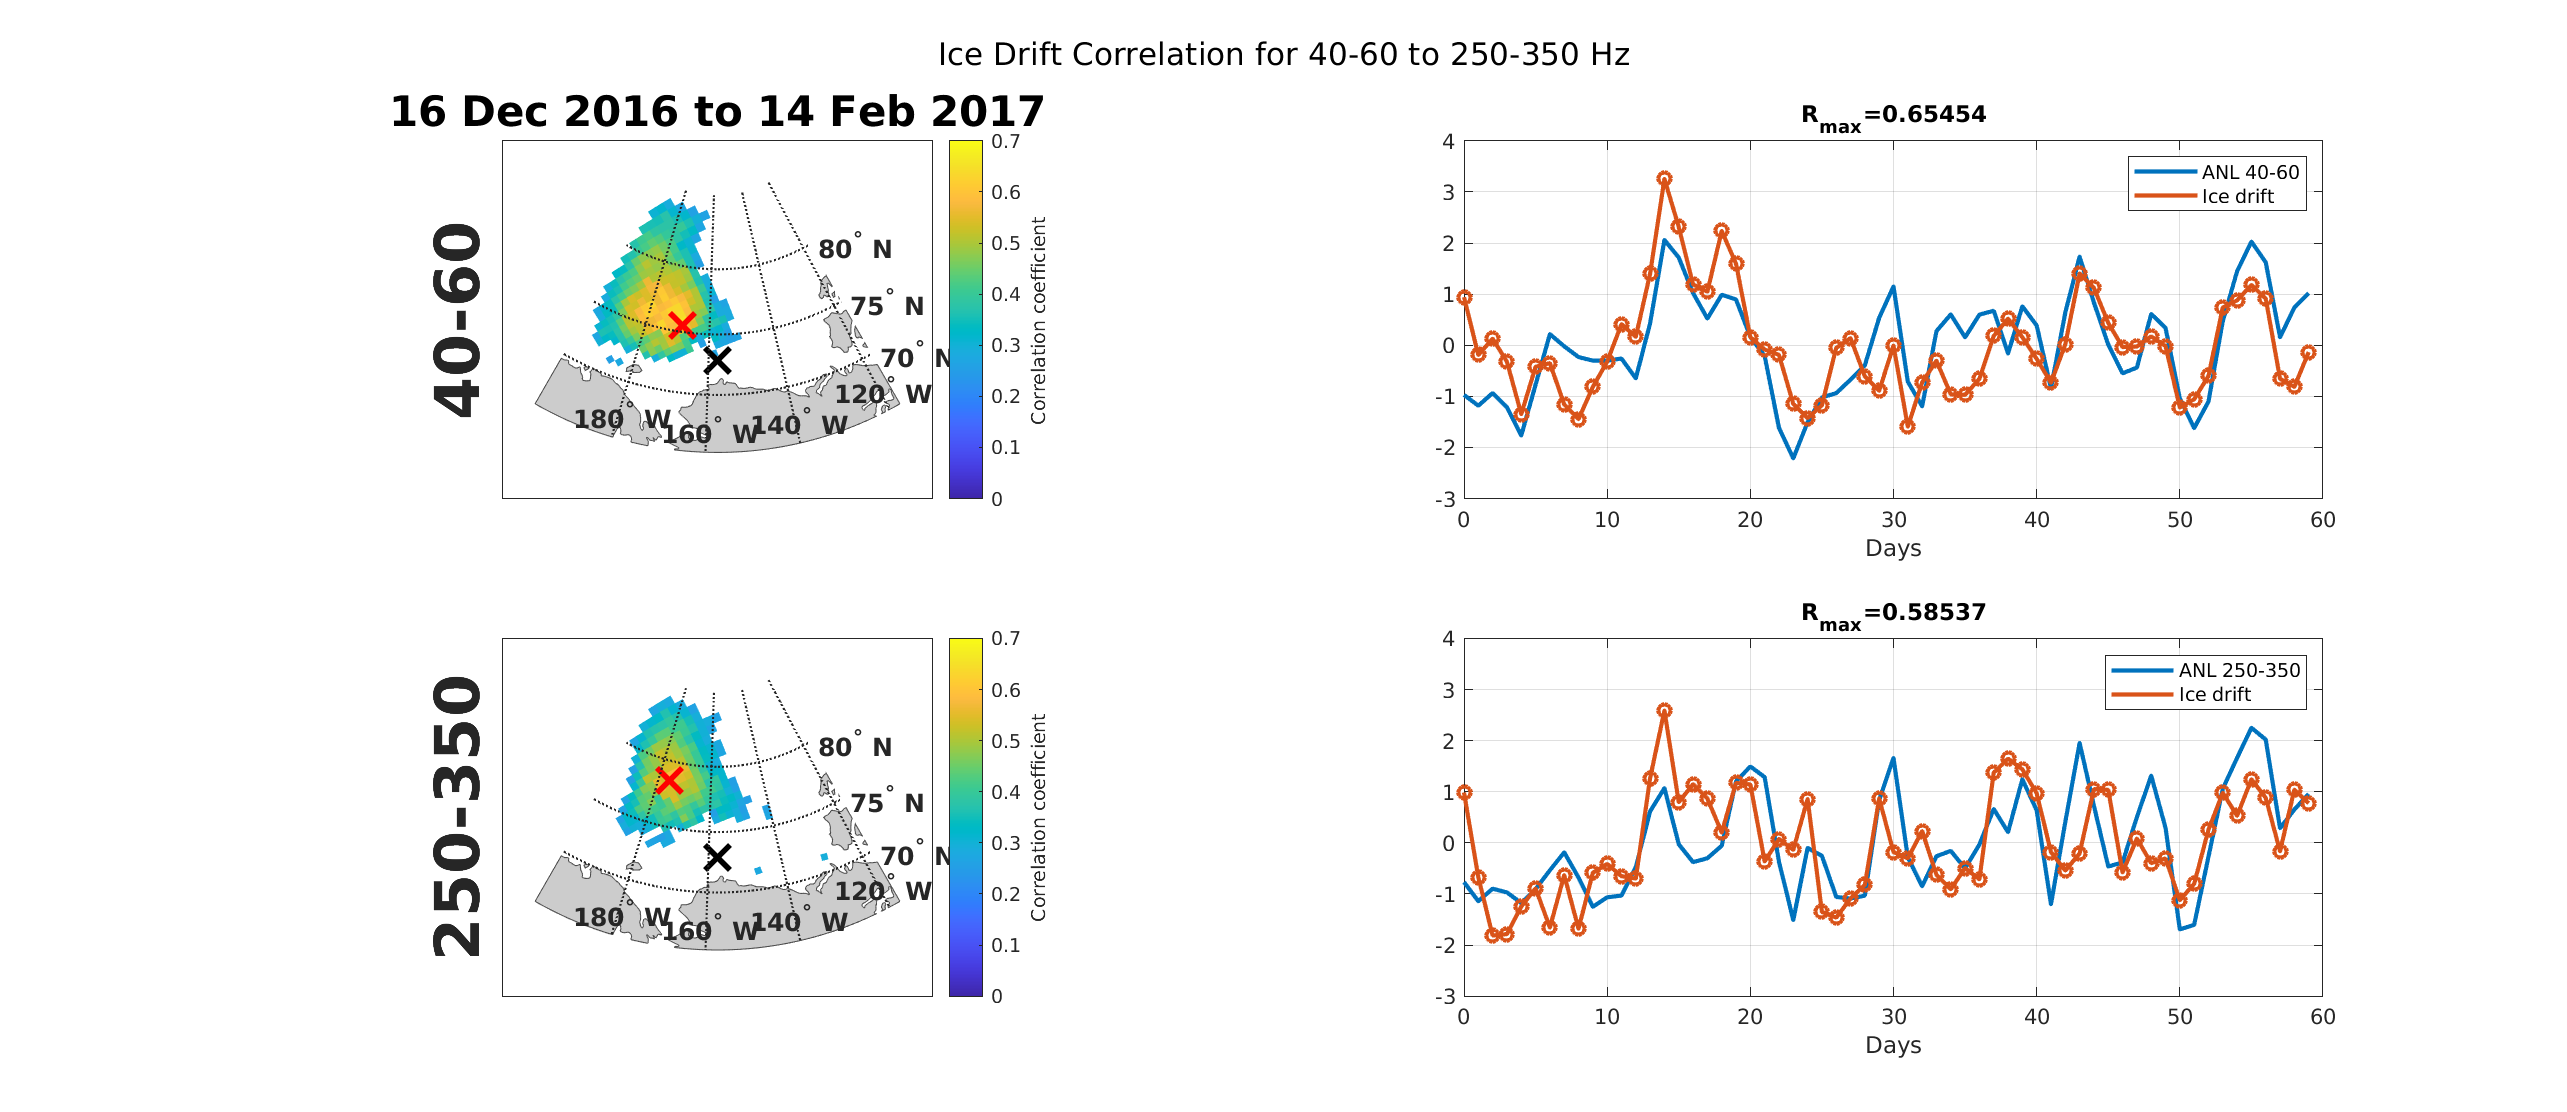 Ice Drift Correlation for 40-60 to 250-350 Hz
16 Dec 2016 to 14 Feb 2017
40-60
80° N
75° N
70° N
120° W
180° W
160° W
140° W
0.7
0.6
0.5
0.4
0.3
0.2
0.1
0
Correlation coefficient
Rmax=0.65454
4
3
2
1
0
-1
-2
-3
0 10 20 30 40 50 60
Days
ANL 40-60
Ice drift
250-350
80° N
75° N
70° N
120° W
180° W
160° W
140° W
0.7
0.6
0.5
0.4
0.3
0.2
0.1
0
Correlation coefficient
Rmax=0.58537
4
3
2
1
0
-1
-2
-3
0 10 20 30 40 50 60
Days
ANL 250-350
Ice drift